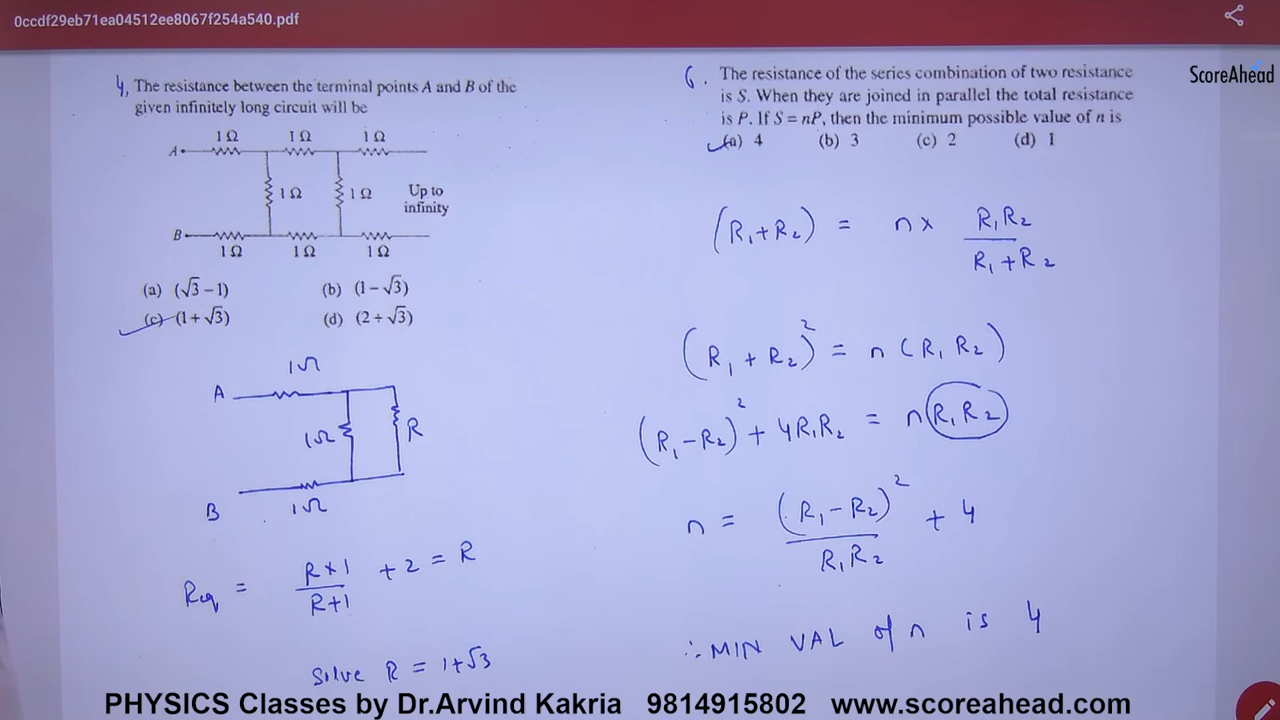 0ccdf29eb71ea04512ee8067f254a540.pdf
ScoreAhead
4, The resistance between the terminal points A and B of the
given infinitely long circuit will be
1 Ω 1 Ω 1 Ω
A
1 Ω 1 Ω Up to
infinity
B
1 Ω 1 Ω 1 Ω
(a) (√3 – 1) (b) (1 – √3)
(c) (1 + √3) (d) (2 + √3)
1Ω
A
1Ω R
B 1Ω
Req = R×1/R+1 + 2 = R
Solve R = 1+√3
6. The resistance of the series combination of two resistance
is S. When they are joined in parallel the total resistance
is P. If S = nP, then the minimum possible value of n is
(a) 4 (b) 3 (c) 2 (d) 1
(R₁+R₂) = n × R₁R₂/R₁+R₂
(R₁ + R₂)² = n (R₁ R₂)
(R₁–R₂)² + 4R₁R₂ = n R₁R₂
n = (R₁–R₂)²/R₁R₂ + 4
∴ MIN VAL of n is 4
PHYSICS Classes by Dr.Arvind Kakria 9814915802 www.scoreahead.com